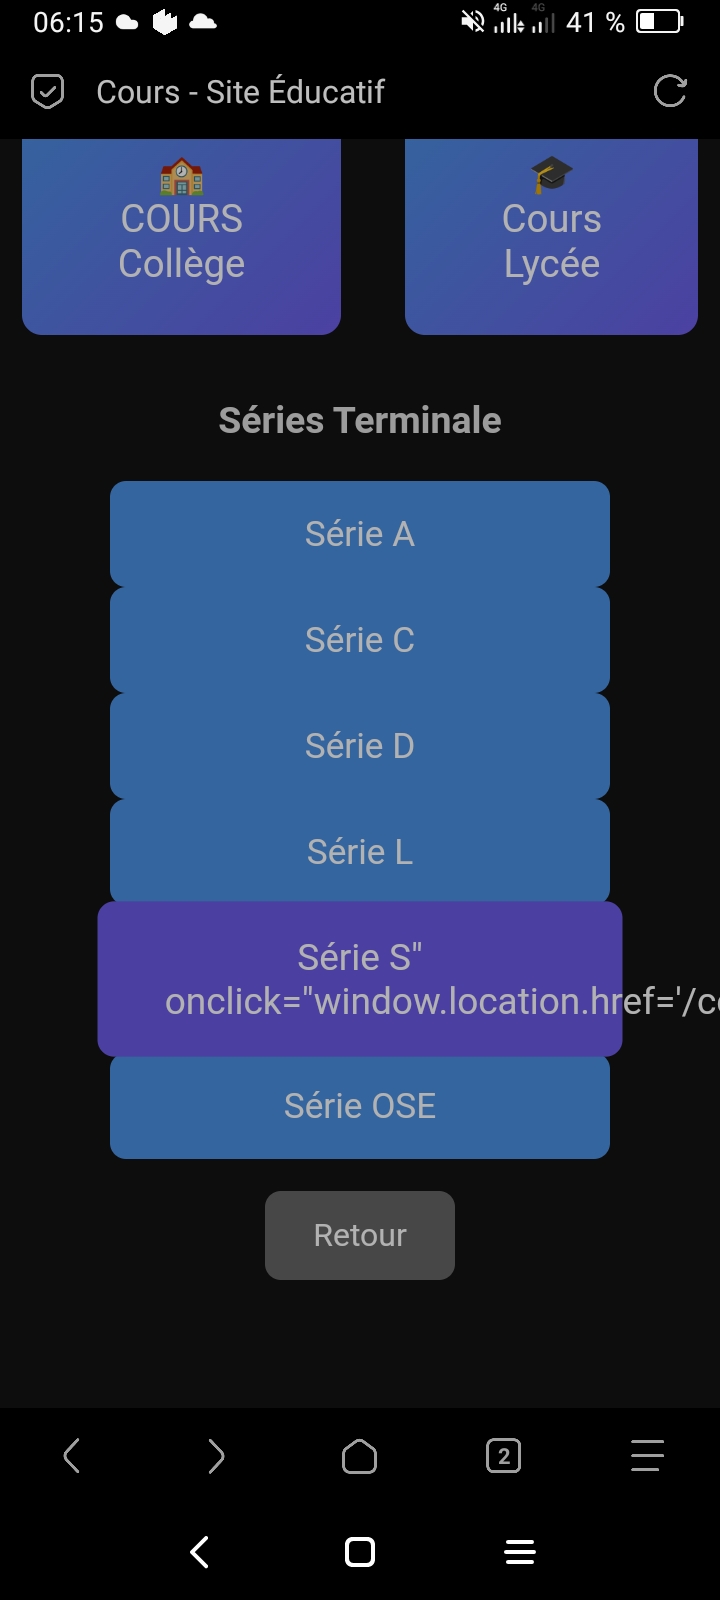 06:15
4G 4G 41 %
Cours - Site Éducatif
COURS
Collège
Cours
Lycée
Séries Terminale
Série A
Série C
Série D
Série L
Série S"
onclick="window.location.href='/co
Série OSE
Retour
2